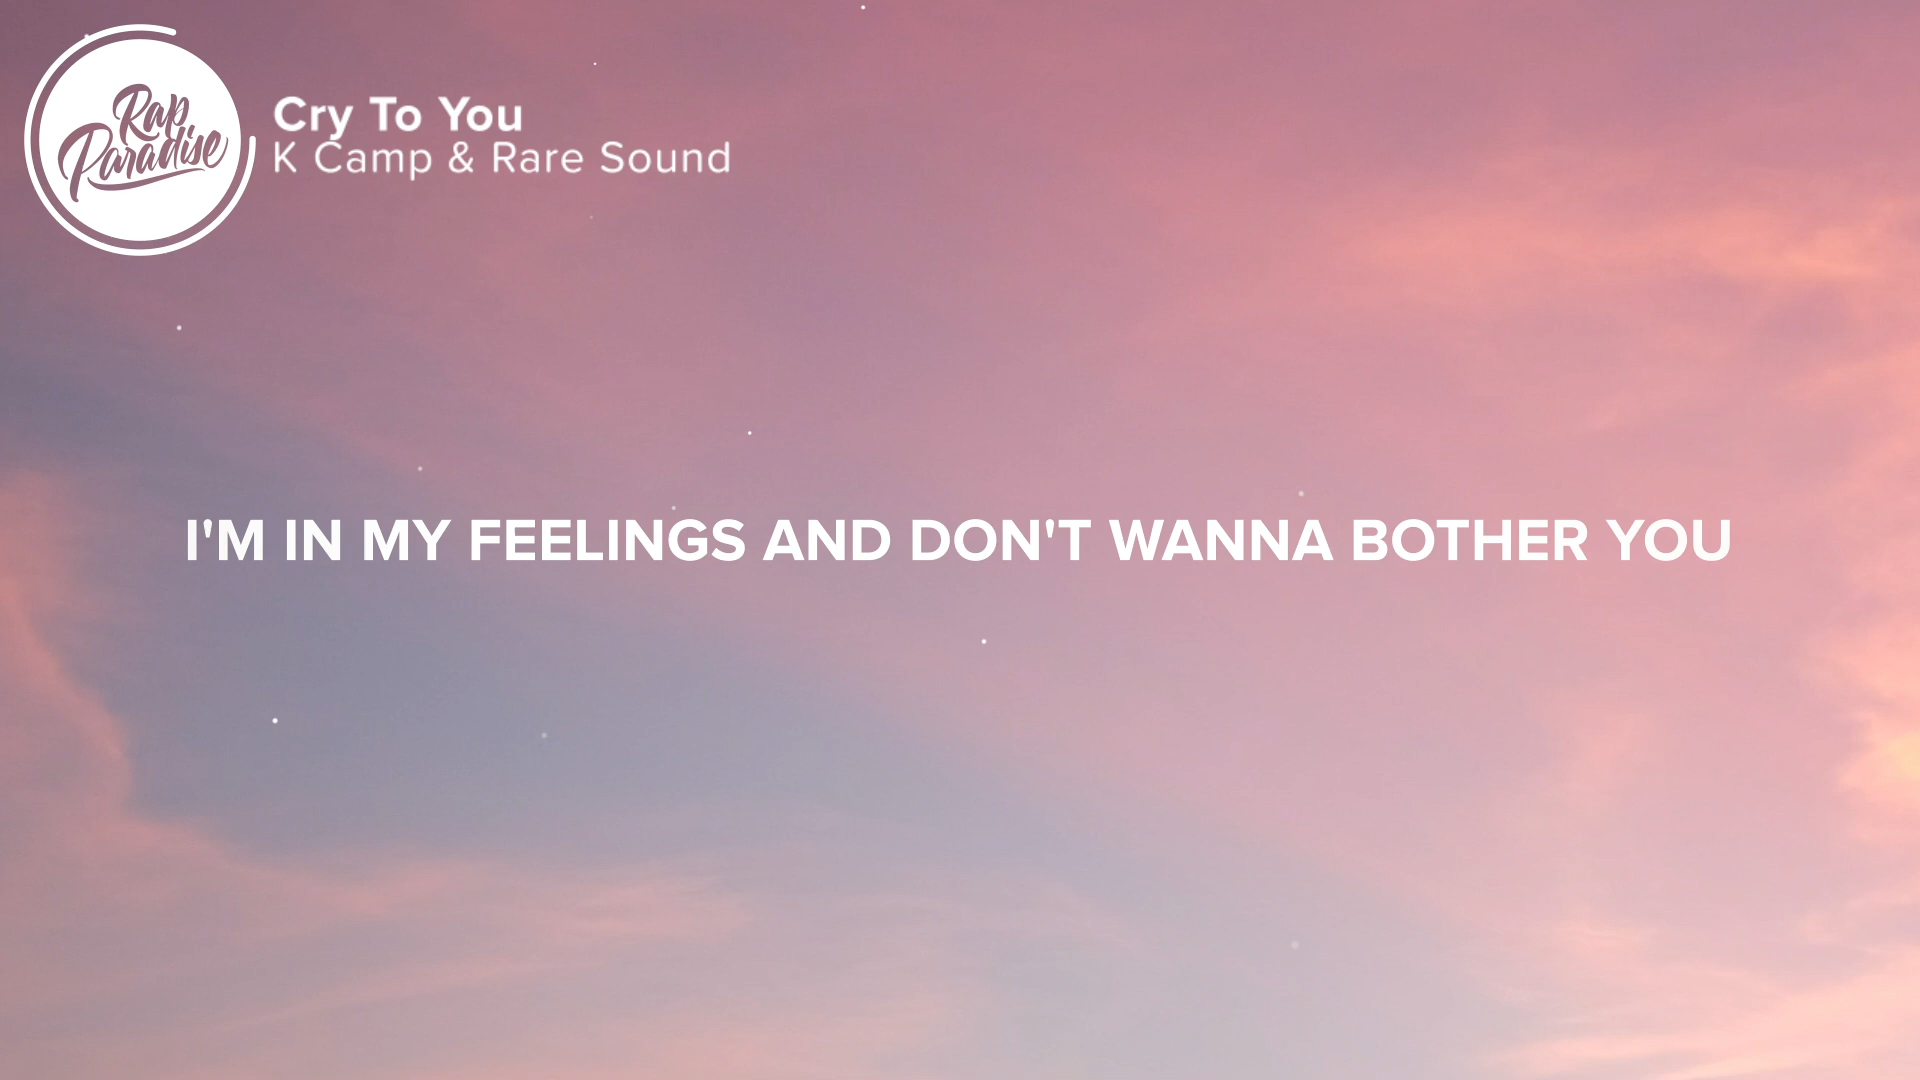 Rap
Paradise
Cry To You
K Camp & Rare Sound
I'M IN MY FEELINGS AND DON'T WANNA BOTHER YOU